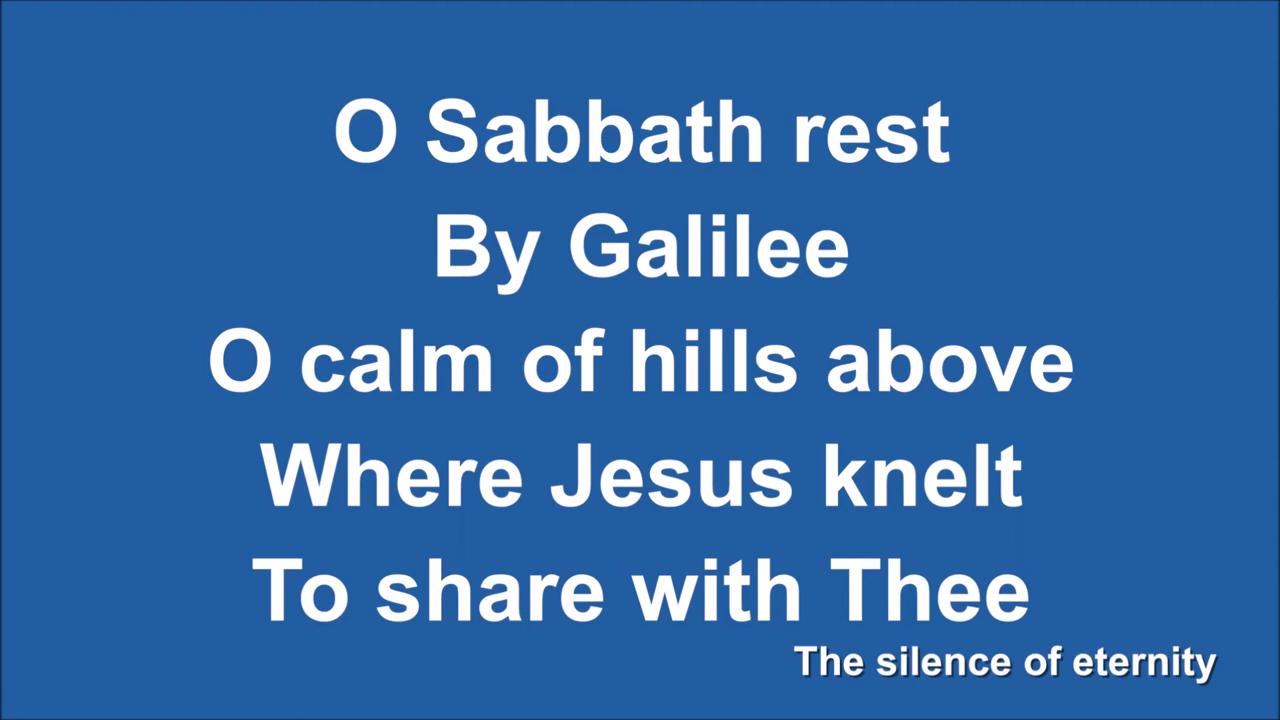 O Sabbath rest
By Galilee
O calm of hills above
Where Jesus knelt
To share with Thee
The silence of eternity